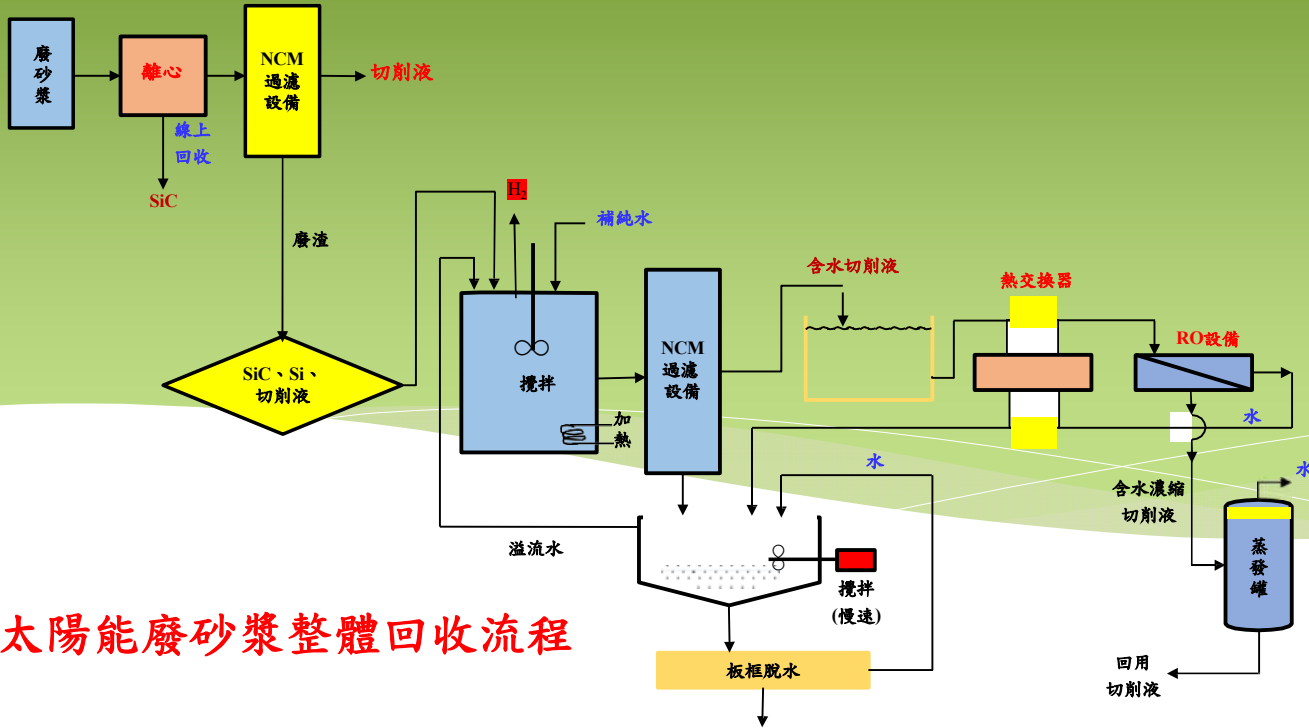 廢
砂
漿
離心
NCM
過濾
設備
切削液
線上
回收
SiC
廢渣
H₂
補純水
SiC、Si、
切削液
攪拌
加
熱
NCM
過濾
設備
含水切削液
熱交換器
RO設備
水
水
含水濃縮
切削液
水
蒸
發
罐
溢流水
攪拌
(慢速)
太陽能廢砂漿整體回收流程
板框脫水
回用
切削液